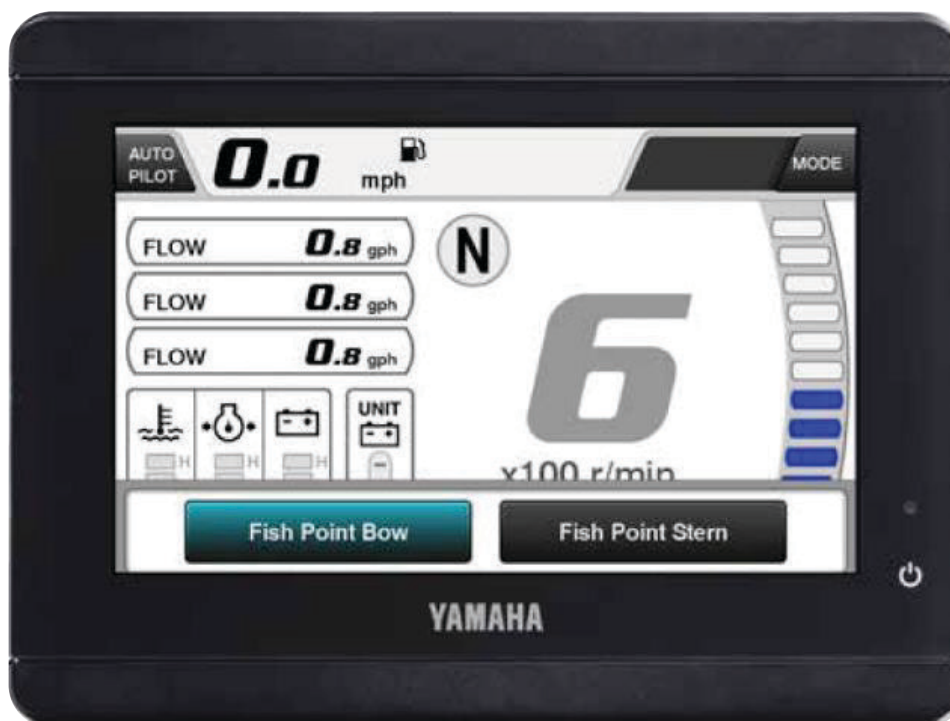 AUTO
PILOT
0.0
mph
MODE
FLOW 0.8 gph
FLOW 0.8 gph
FLOW 0.8 gph
N
6
x100 r/min
UNIT
H H H
Fish Point Bow
Fish Point Stern
YAMAHA